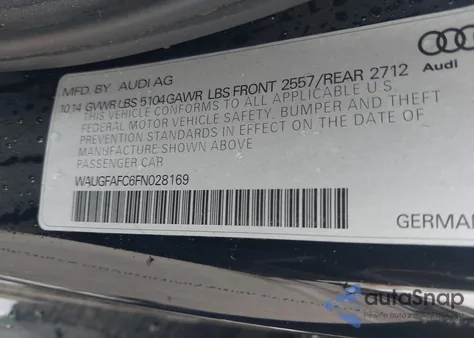 MFD. BY AUDI AG
10.14 GVWR LBS 5104 GAWR LBS FRONT 2557/REAR 2712
THIS VEHICLE CONFORMS TO ALL APPLICABLE U.S.
FEDERAL MOTOR VEHICLE SAFETY, BUMPER AND THEFT
PREVENTION STANDARDS IN EFFECT ON THE DATE OF
MANUFACTURE SHOWN ABOVE.
PASSENGER CAR
WAUGFAFC6FN028169
Audi
GERMAN
autoSnap